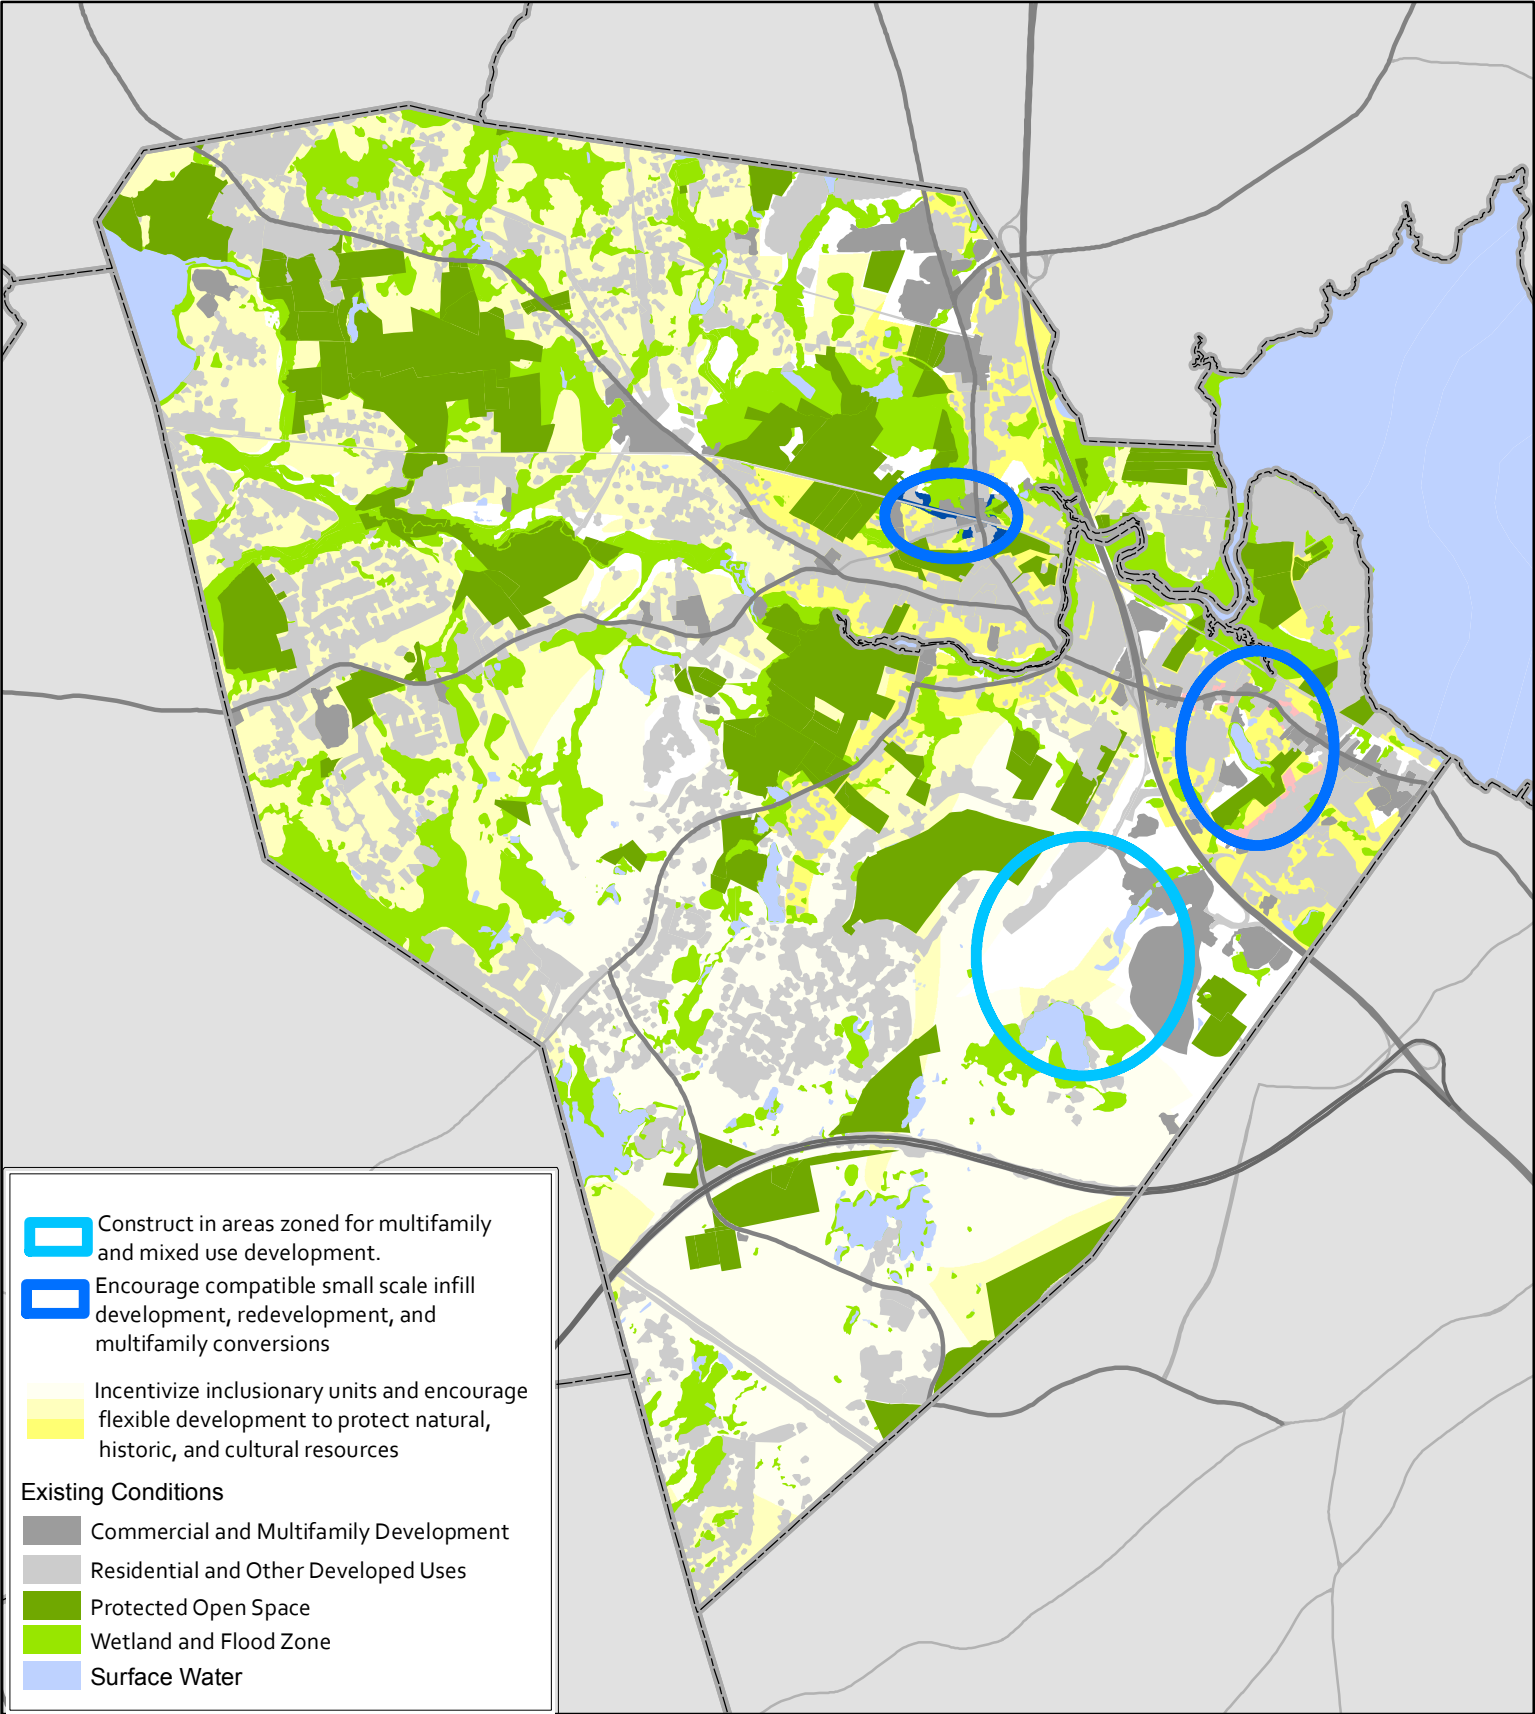 Construct in areas zoned for multifamily
and mixed use development.
Encourage compatible small scale infill
development, redevelopment, and
multifamily conversions
Incentivize inclusionary units and encourage
flexible development to protect natural,
historic, and cultural resources
Existing Conditions
Commercial and Multifamily Development
Residential and Other Developed Uses
Protected Open Space
Wetland and Flood Zone
Surface Water